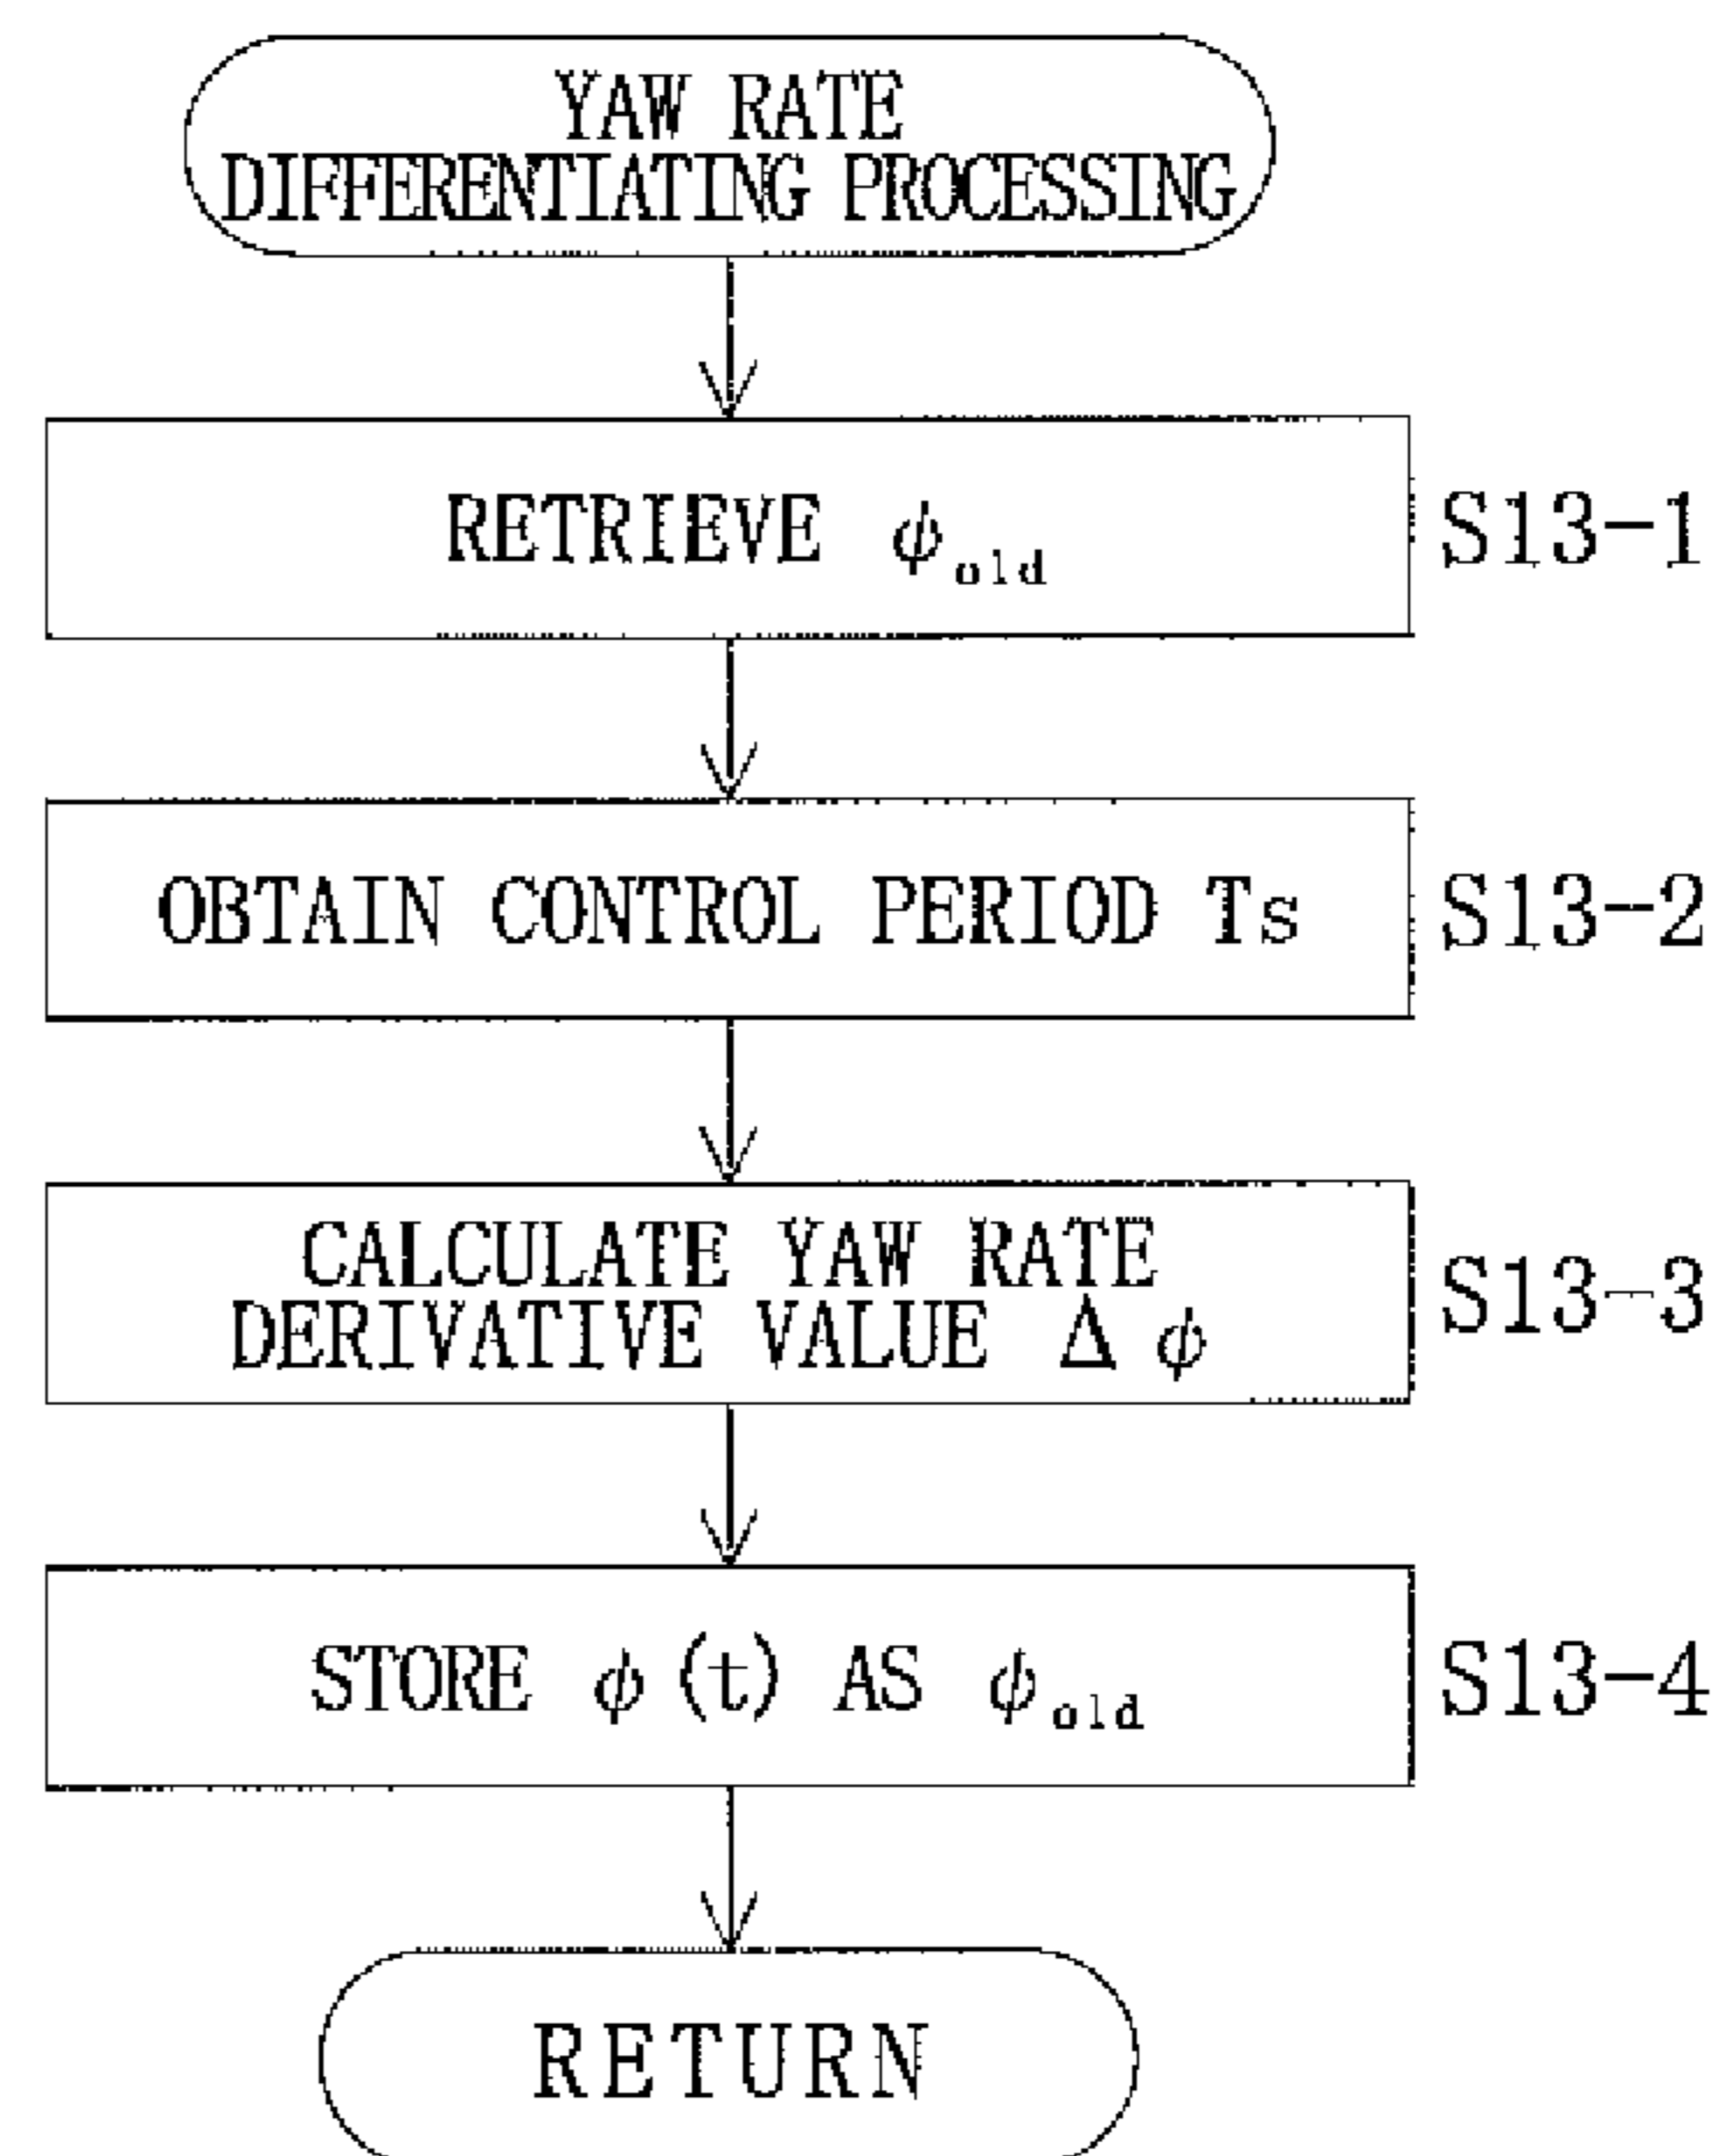 YAW RATE
DIFFERENTIATING PROCESSING
RETRIEVE ϕold
S13-1
OBTAIN CONTROL PERIOD Ts
S13-2
CALCULATE YAW RATE
DERIVATIVE VALUE Δϕ
S13-3
STORE ϕ(t) AS ϕold
S13-4
RETURN